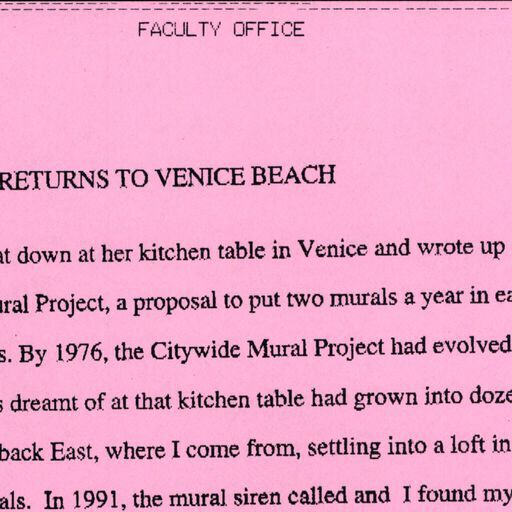 FACULTY OFFICE
RETURNS TO VENICE BEACH
at down at her kitchen table in Venice and wrote up
ural Project, a proposal to put two murals a year in ea
s. By 1976, the Citywide Mural Project had evolved
s dreamt of at that kitchen table had grown into doze
back East, where I come from, settling into a loft in
als. In 1991, the mural siren called and I found my